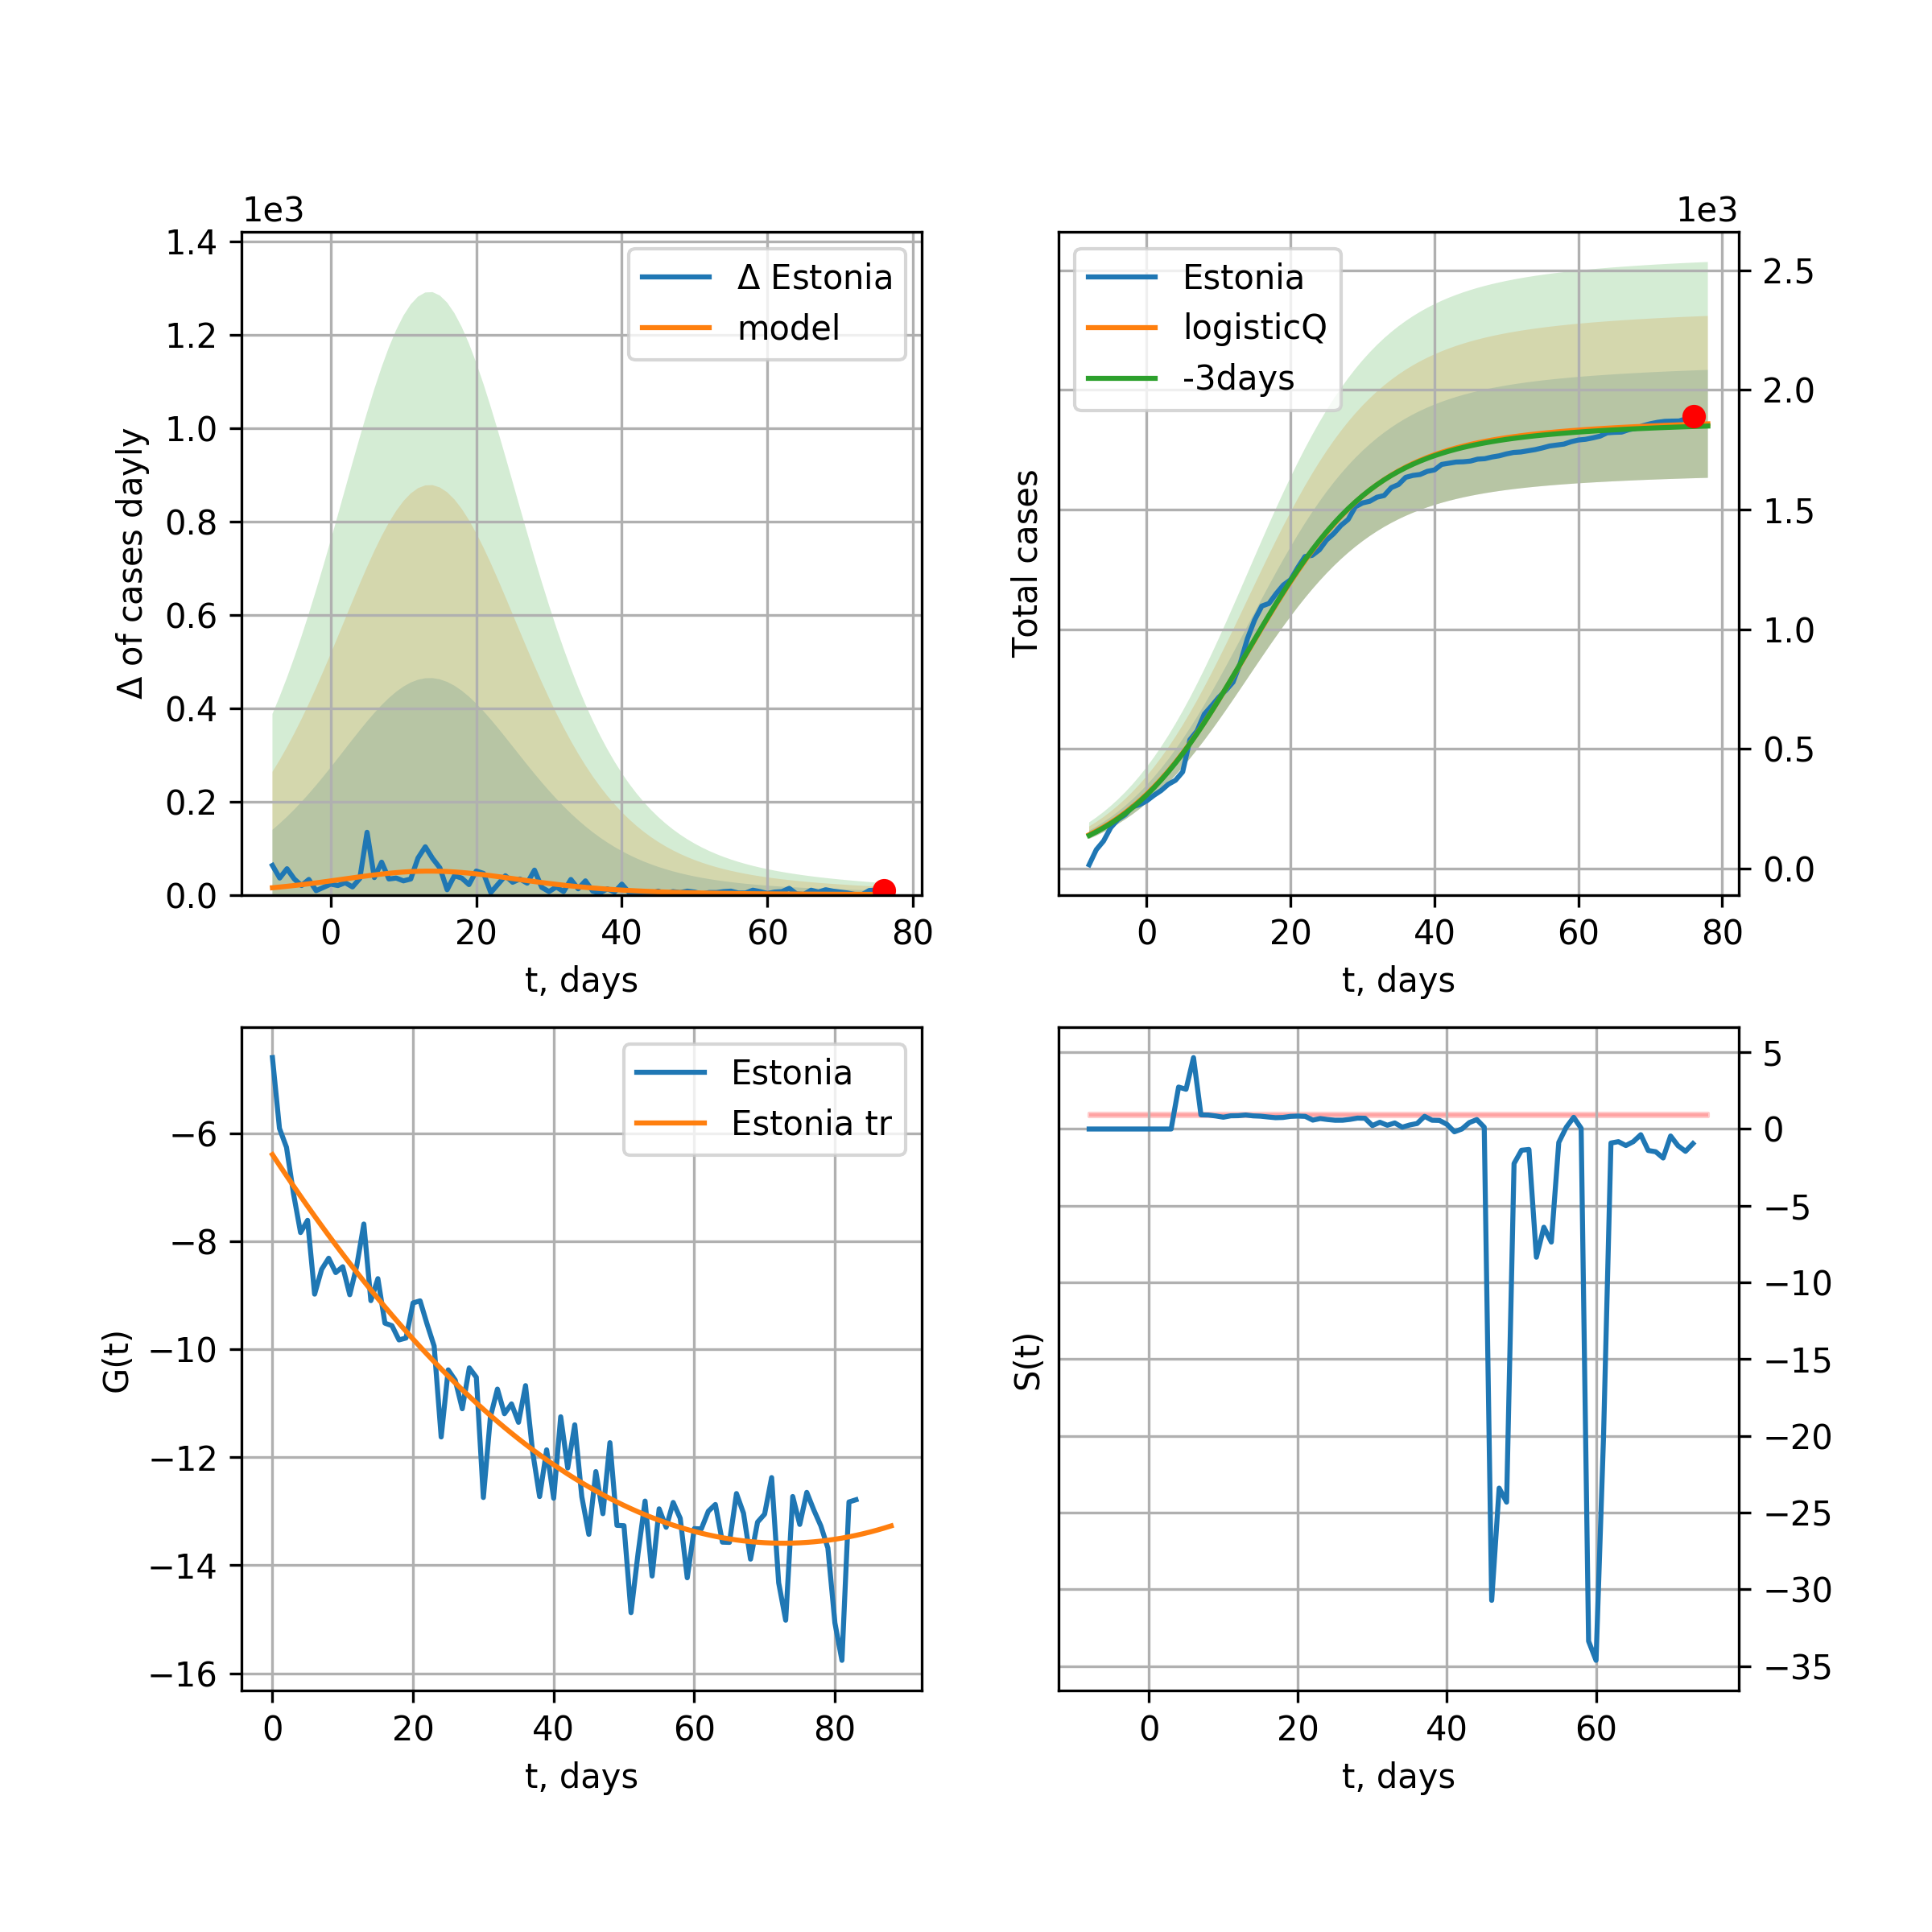 1e3
1.4
1.2
1.0
0.8
0.6
0.4
0.2
0.0
Δ of cases dayly
0 20 40 60 80
t, days
Δ Estonia
model
1e3
2.5
2.0
1.5
1.0
0.5
0.0
Total cases
0 20 40 60 80
t, days
Estonia
logisticQ
-3days
−6
−8
−10
−12
−14
−16
G(t)
0 20 40 60 80
t, days
Estonia
Estonia tr
5
0
−5
−10
−15
−20
−25
−30
−35
S(t)
0 20 40 60
t, days